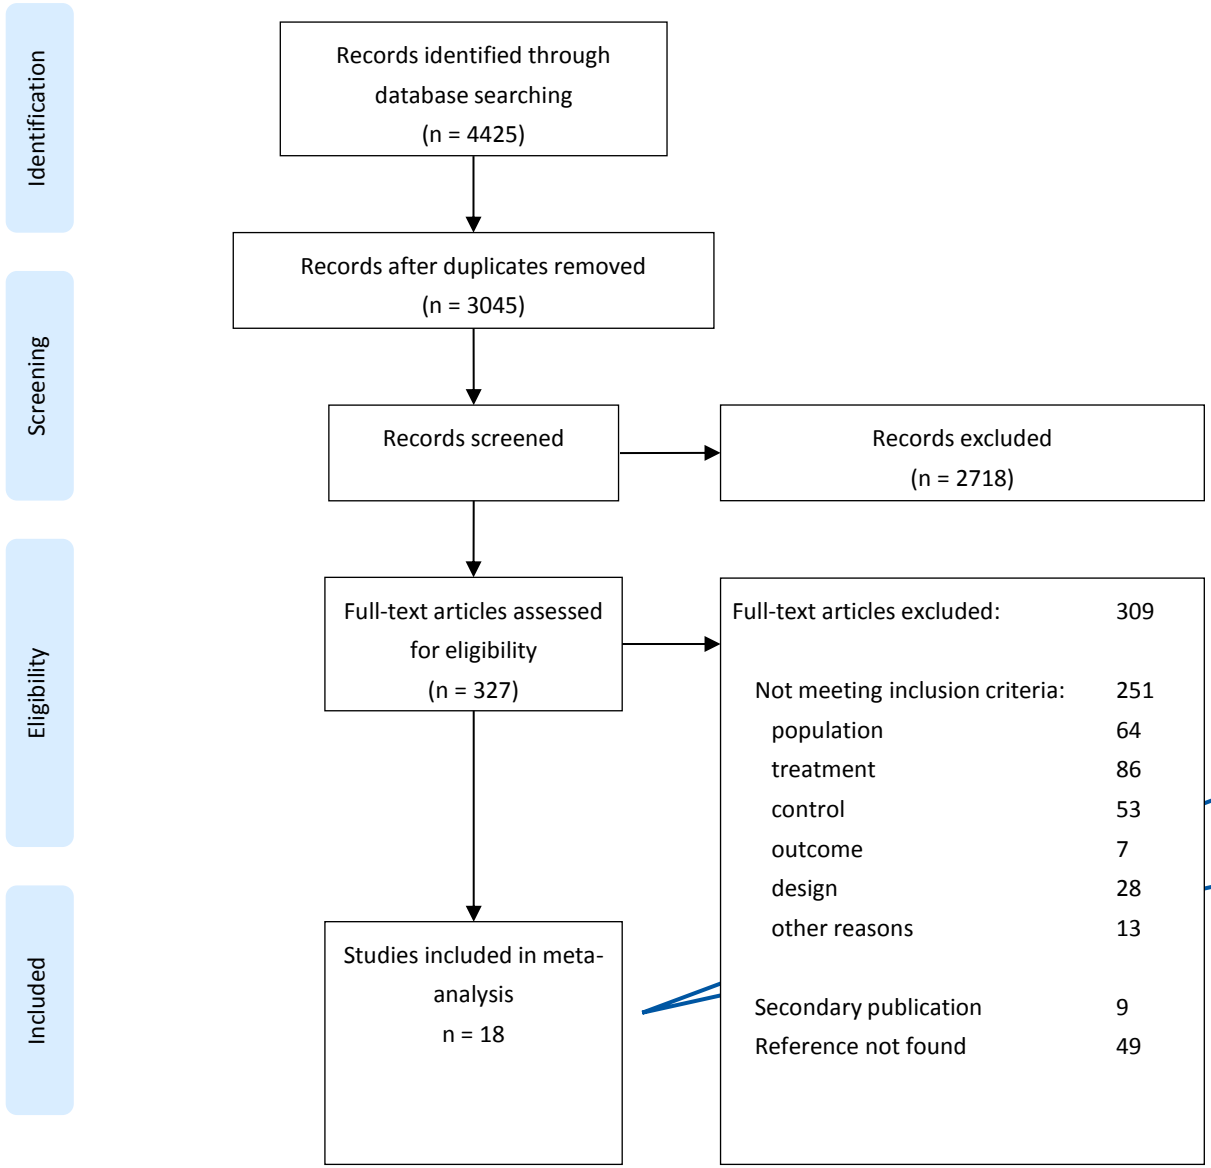 Identification
Records identified through
database searching
(n = 4425)
Records after duplicates removed
(n = 3045)
Screening
Records screened
Records excluded
(n = 2718)
Eligibility
Full-text articles assessed
for eligibility
(n = 327)
Full-text articles excluded: 309
Not meeting inclusion criteria: 251
population 64
treatment 86
control 53
outcome 7
design 28
other reasons 13
Secondary publication 9
Reference not found 49
Included
Studies included in meta-
analysis
n = 18